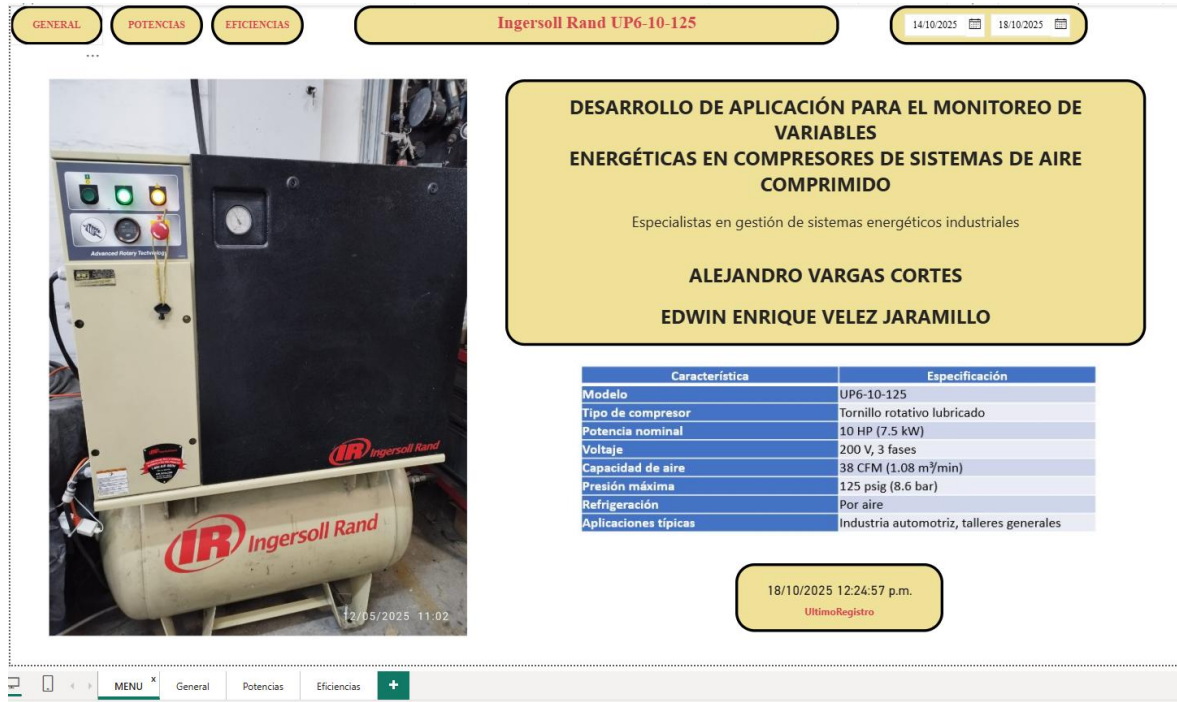 GENERAL
POTENCIAS
EFICIENCIAS
Ingersoll Rand UP6-10-125
14/10/2025
18/10/2025
Advanced Rotary Technology
Ingersoll Rand
Ingersoll Rand
12/05/2025 11:02
DESARROLLO DE APLICACIÓN PARA EL MONITOREO DE
VARIABLES
ENERGÉTICAS EN COMPRESORES DE SISTEMAS DE AIRE
COMPRIMIDO
Especialistas en gestión de sistemas energéticos industriales
ALEJANDRO VARGAS CORTES
EDWIN ENRIQUE VELEZ JARAMILLO
Característica Especificación
Modelo UP6-10-125
Tipo de compresor Tornillo rotativo lubricado
Potencia nominal 10 HP (7.5 kW)
Voltaje 200 V, 3 fases
Capacidad de aire 38 CFM (1.08 m³/min)
Presión máxima 125 psig (8.6 bar)
Refrigeración Por aire
Aplicaciones típicas Industria automotriz, talleres generales
18/10/2025 12:24:57 p.m.
UltimoRegistro
MENU x
General
Potencias
Eficiencias
+